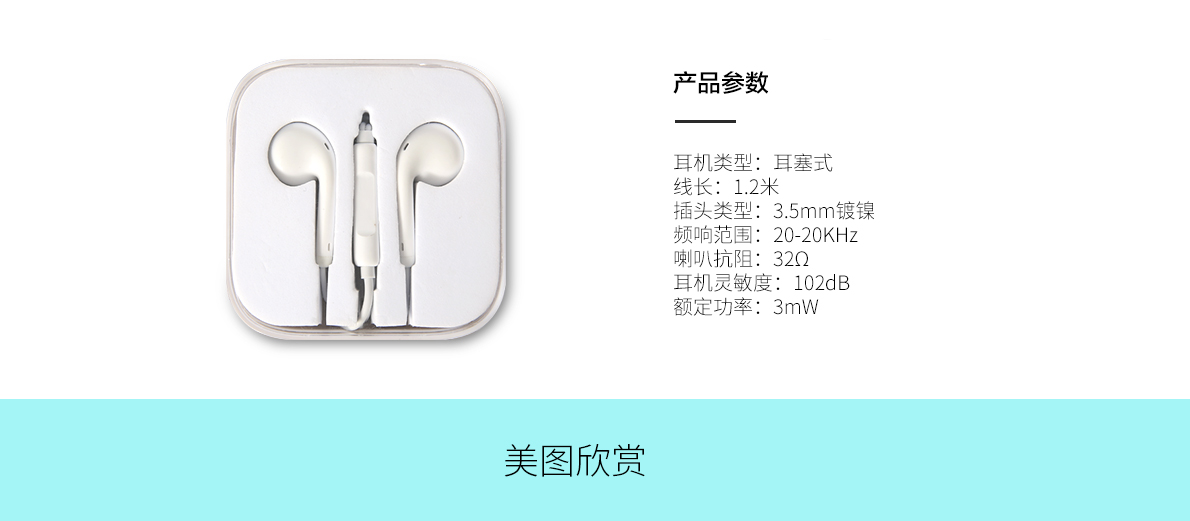 产品参数
耳机类型：耳塞式
线长：1.2米
插头类型：3.5mm镀镍
频响范围：20-20KHz
喇叭抗阻：32Ω
耳机灵敏度：102dB
额定功率：3mW
美图欣赏